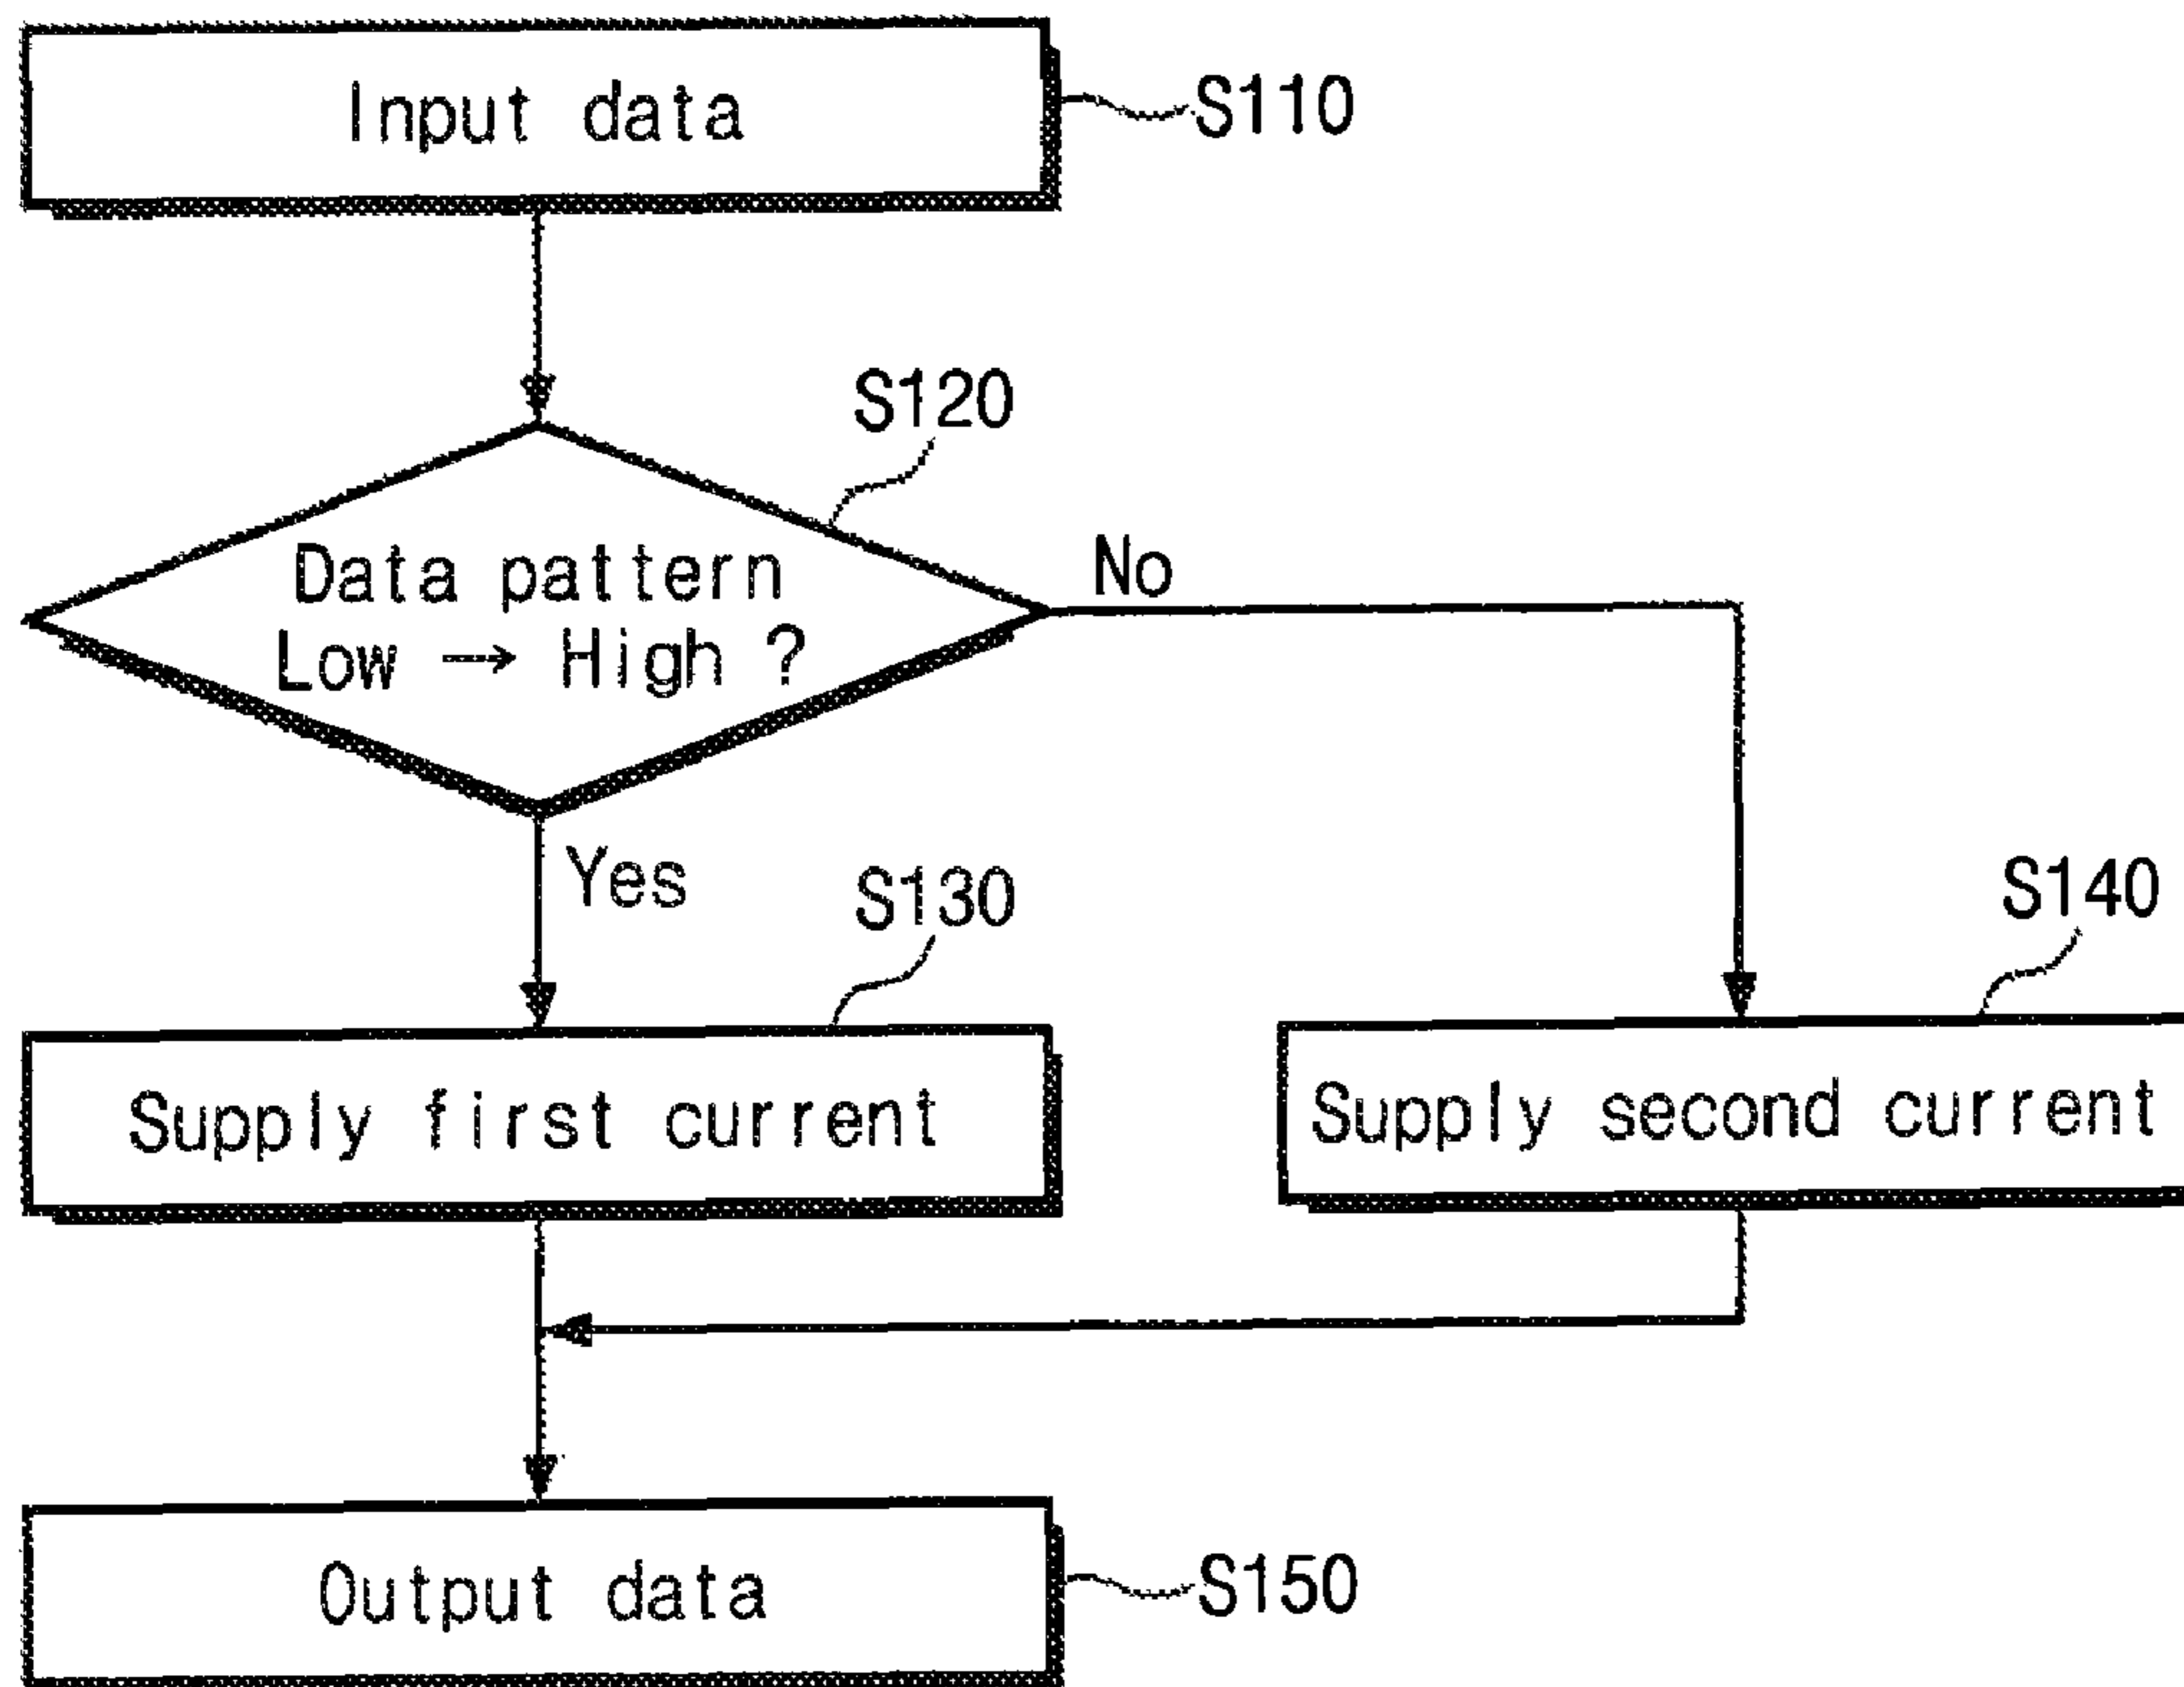 Input data
S110
S120
Data pattern
Low → High ?
No
Yes
S130
S140
Supply first current
Supply second current
Output data
S150